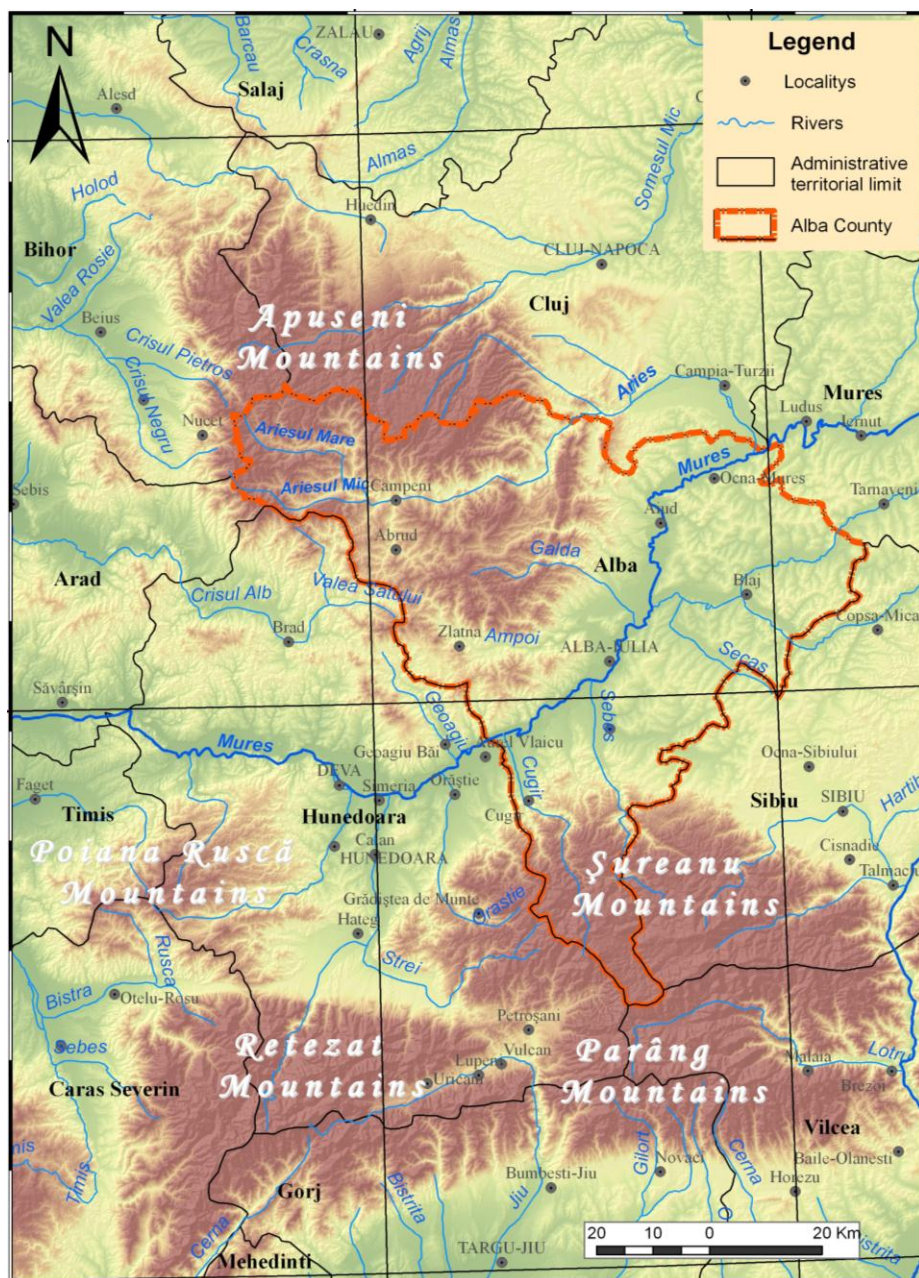 N
Legend
Localitys
Rivers
Administrative
territorial limit
Alba County
ZALAU
Barcau
Crasna
Agrij
Almas
Salaj
Alesd
Almas
Somesul Mic
Holod
Huedin
Bihor
CLUJ-NAPOCA
Valea Rosie
Cluj
Beius
Apuseni
Mountains
Crisul Pietros
Crisul Negru
Aries
Campia-Turzii
Mures
Ludus
Iernut
Nucet
Ariesul Mare
Mures
Ocna-Mures
Sebis
Ariesul Mic
Campeni
Tarnaveni
Aiud
Abrud
Galda
Alba
Arad
Crisul Alb
Valea Satului
Blaj
Copsa-Mica
Brad
Zlatna
Ampoi
ALBA-IULIA
Secas
Săvârşin
Geoagiu
Sebes
Mures
Geoagiu Băi
Aurel Vlaicu
Ocna-Sibiului
DEVA
Simeria
Orăştie
Cugir
Faget
Timis
Hunedoara
Cugir
Sibiu
SIBIU
Calan
HUNEDOARA
Poiana Ruscă
Mountains
Şureanu
Mountains
Cisnadie
Talmaciu
Grădiştea de Munte
Orastie
Hateg
Strei
Rusca
Bistra
Otelu-Rosu
Petroşani
Sebes
Retezat
Mountains
Lupeni
Vulcan
Uricani
Parâng
Mountains
Malaia
Lotru
Brezoi
Caras Severin
Vilcea
Timis
Gilort
Novaci
Cerna
Baile-Olanesti
Horezu
Gorj
Bistrita
Jiu
Bumbesti-Jiu
Cerna
Mehedinti
TARGU-JIU
20 10 0 20 Km